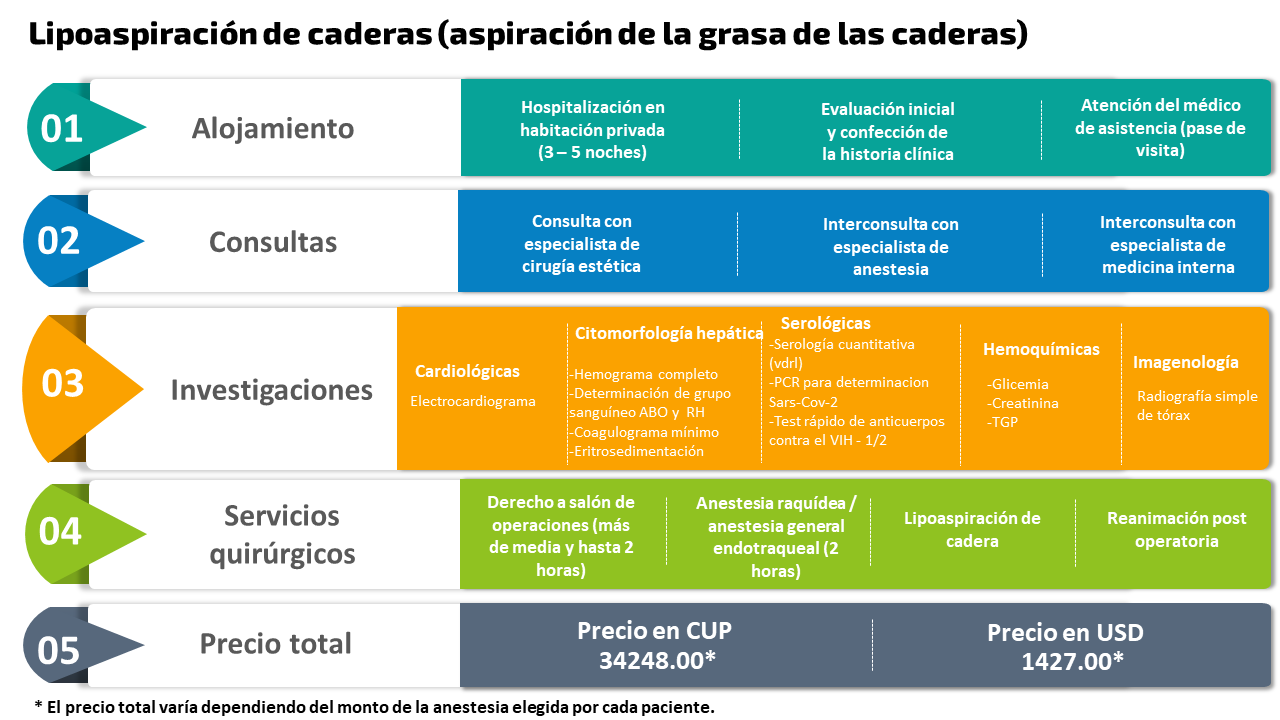 Lipoaspiración de caderas (aspiración de la grasa de las caderas)
01
Alojamiento
Hospitalización en
habitación privada
(3 – 5 noches)
Evaluación inicial
y confección de
la historia clínica
Atención del médico
de asistencia (pase de
visita)
02
Consultas
Consulta con
especialista de
cirugía estética
Interconsulta con
especialista de
anestesia
Interconsulta con
especialista de
medicina interna
03
Investigaciones
Cardiológicas
Electrocardiograma
Citomorfología hepática
-Hemograma completo
-Determinación de grupo
sanguíneo ABO y RH
-Coagulograma mínimo
-Eritrosedimentación
Serológicas
-Serología cuantitativa
(vdrl)
-PCR para determinacion
Sars-Cov-2
-Test rápido de anticuerpos
contra el VIH - 1/2
Hemoquímicas
-Glicemia
-Creatinina
-TGP
Imagenología
Radiografía simple
de tórax
04
Servicios
quirúrgicos
Derecho a salón de
operaciones (más
de media y hasta 2
horas)
Anestesia raquídea /
anestesia general
endotraqueal (2
horas)
Lipoaspiración de
cadera
Reanimación post
operatoria
05
Precio total
Precio en CUP
34248.00*
Precio en USD
1427.00*
* El precio total varía dependiendo del monto de la anestesia elegida por cada paciente.